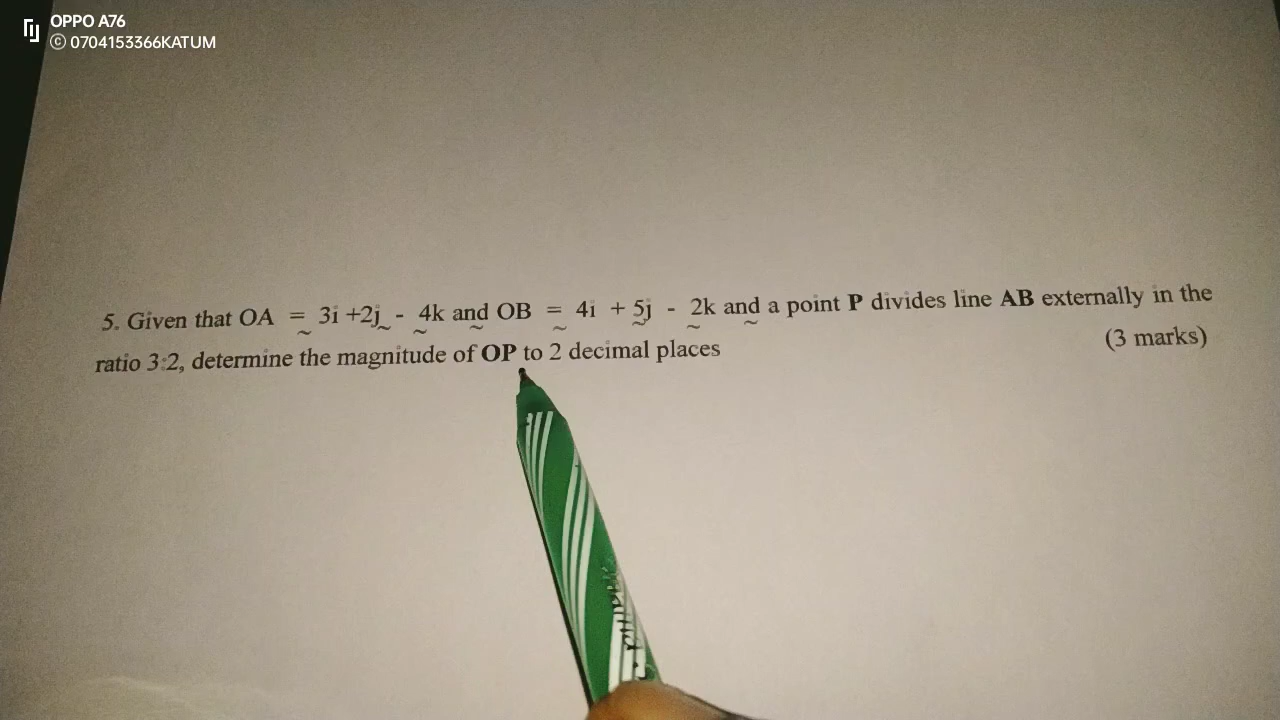 OPPO A76
© 0704153366KATUM
5. Given that OA = 3i +2j - 4k and OB = 4i + 5j - 2k and a point P divides line AB externally in the
ratio 3:2, determine the magnitude of OP to 2 decimal places (3 marks)